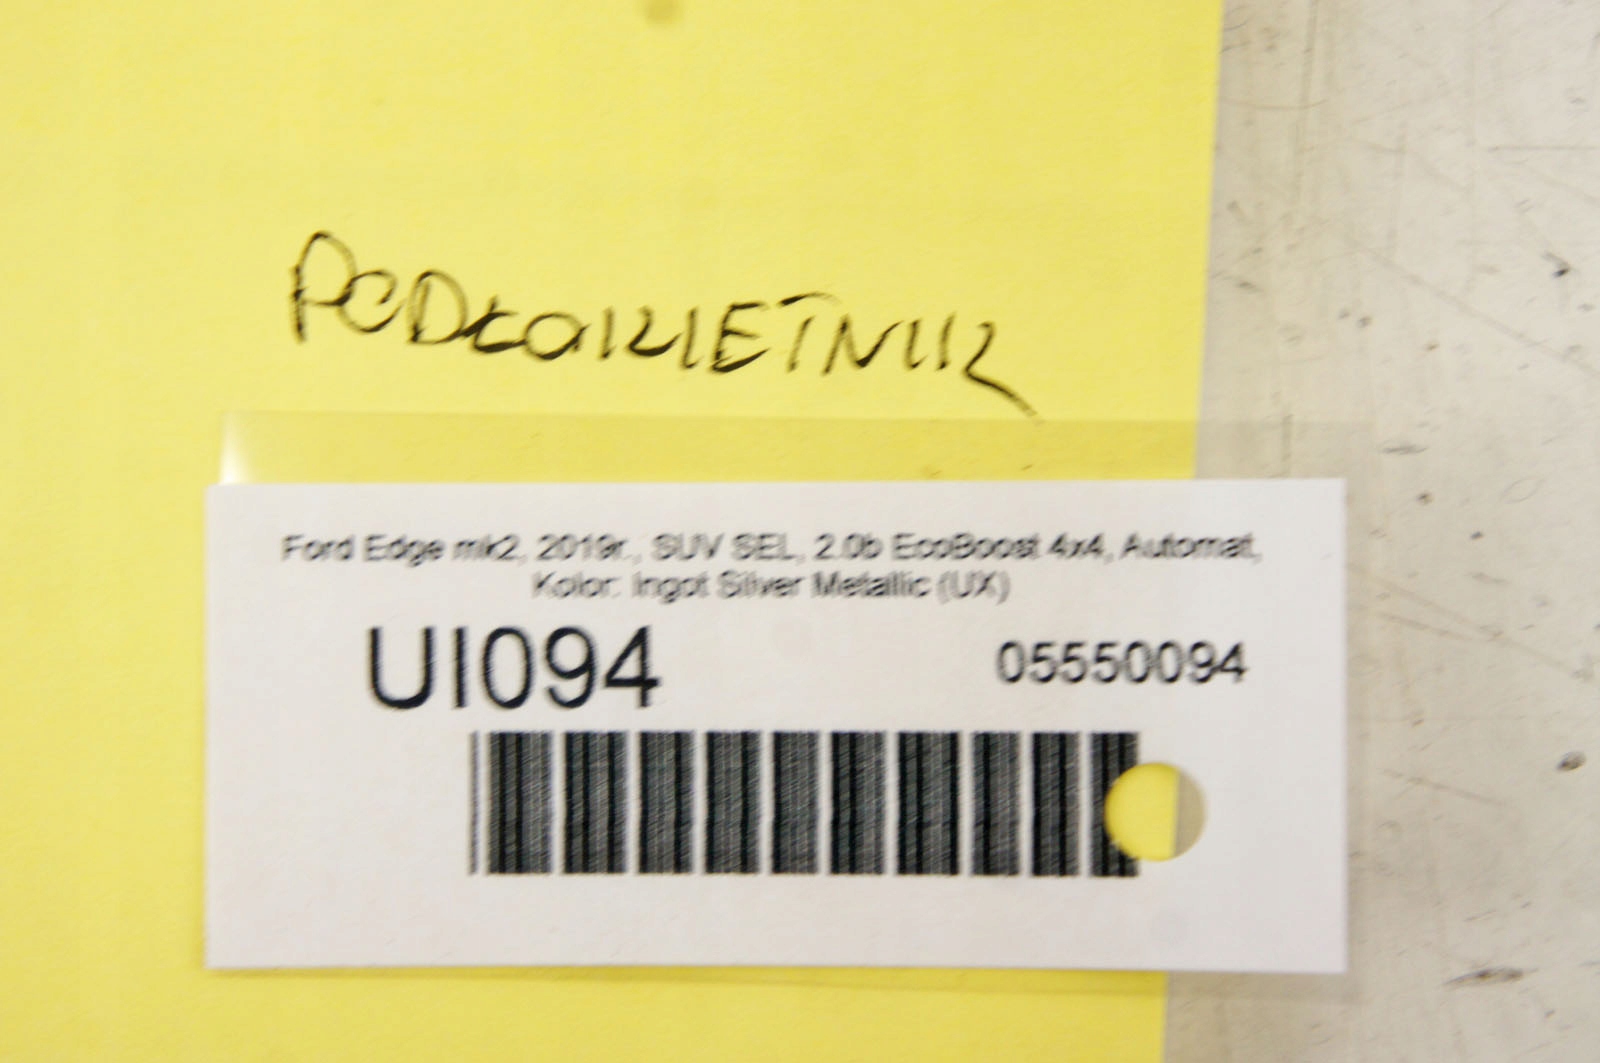 PODŁOKIETNIK
Ford Edge mk2, 2019r., SUV SEL, 2.0b EcoBoost 4x4, Automat,
Kolor: Ingot Silver Metallic (UX)
UI094 05550094